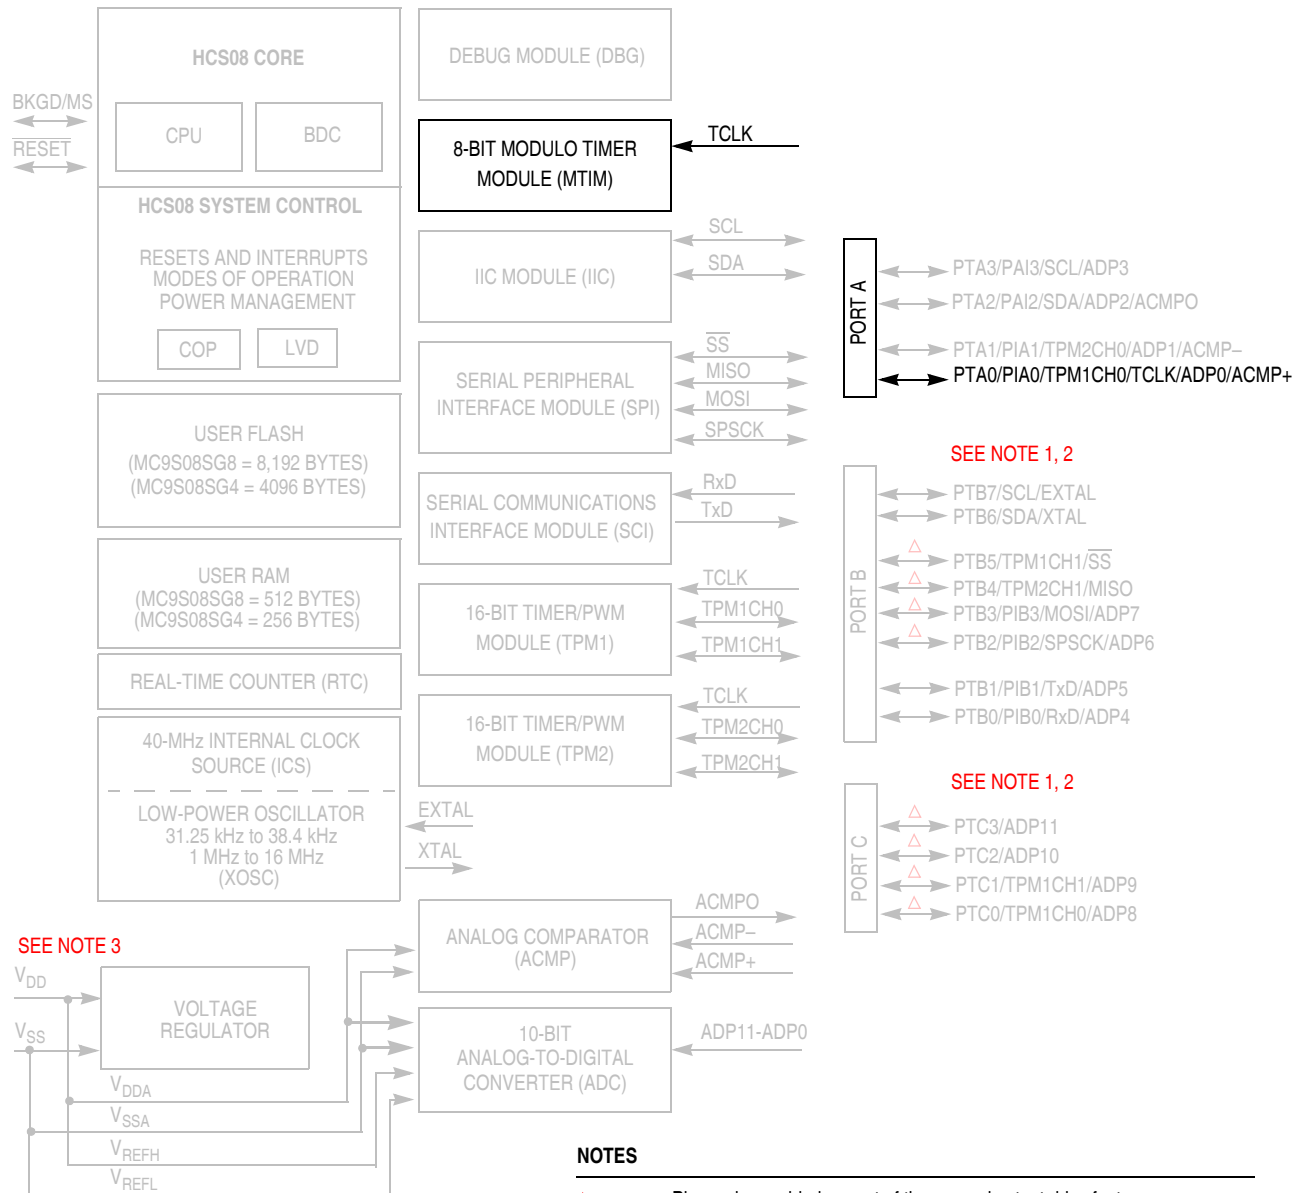 HCS08 CORE
BKGD/MS
RESET
CPU
BDC
HCS08 SYSTEM CONTROL
RESETS AND INTERRUPTS
MODES OF OPERATION
POWER MANAGEMENT
COP
LVD
USER FLASH
(MC9S08SG8 = 8,192 BYTES)
(MC9S08SG4 = 4096 BYTES)
USER RAM
(MC9S08SG8 = 512 BYTES)
(MC9S08SG4 = 256 BYTES)
REAL-TIME COUNTER (RTC)
40-MHz INTERNAL CLOCK
SOURCE (ICS)
LOW-POWER OSCILLATOR
31.25 kHz to 38.4 kHz
1 MHz to 16 MHz
(XOSC)
EXTAL
XTAL
SEE NOTE 3
VDD
VSS
VOLTAGE
REGULATOR
VDDA
VSSA
VREFH
VREFL
DEBUG MODULE (DBG)
8-BIT MODULO TIMER
MODULE (MTIM)
TCLK
IIC MODULE (IIC)
SCL
SDA
SERIAL PERIPHERAL
INTERFACE MODULE (SPI)
SS
MISO
MOSI
SPSCK
SERIAL COMMUNICATIONS
INTERFACE MODULE (SCI)
RxD
TxD
16-BIT TIMER/PWM
MODULE (TPM1)
TCLK
TPM1CH0
TPM1CH1
16-BIT TIMER/PWM
MODULE (TPM2)
TCLK
TPM2CH0
TPM2CH1
ANALOG COMPARATOR
(ACMP)
ACMPO
ACMP–
ACMP+
10-BIT
ANALOG-TO-DIGITAL
CONVERTER (ADC)
ADP11-ADP0
PORT A
PTA3/PAI3/SCL/ADP3
PTA2/PAI2/SDA/ADP2/ACMPO
PTA1/PIA1/TPM2CH0/ADP1/ACMP–
PTA0/PIA0/TPM1CH0/TCLK/ADP0/ACMP+
SEE NOTE 1, 2
PORT B
PTB7/SCL/EXTAL
PTB6/SDA/XTAL
PTB5/TPM1CH1/SS
PTB4/TPM2CH1/MISO
PTB3/PIB3/MOSI/ADP7
PTB2/PIB2/SPSCK/ADP6
PTB1/PIB1/TxD/ADP5
PTB0/PIB0/RxD/ADP4
SEE NOTE 1, 2
PORT C
PTC3/ADP11
PTC2/ADP10
PTC1/TPM1CH1/ADP9
PTC0/TPM1CH0/ADP8
NOTES